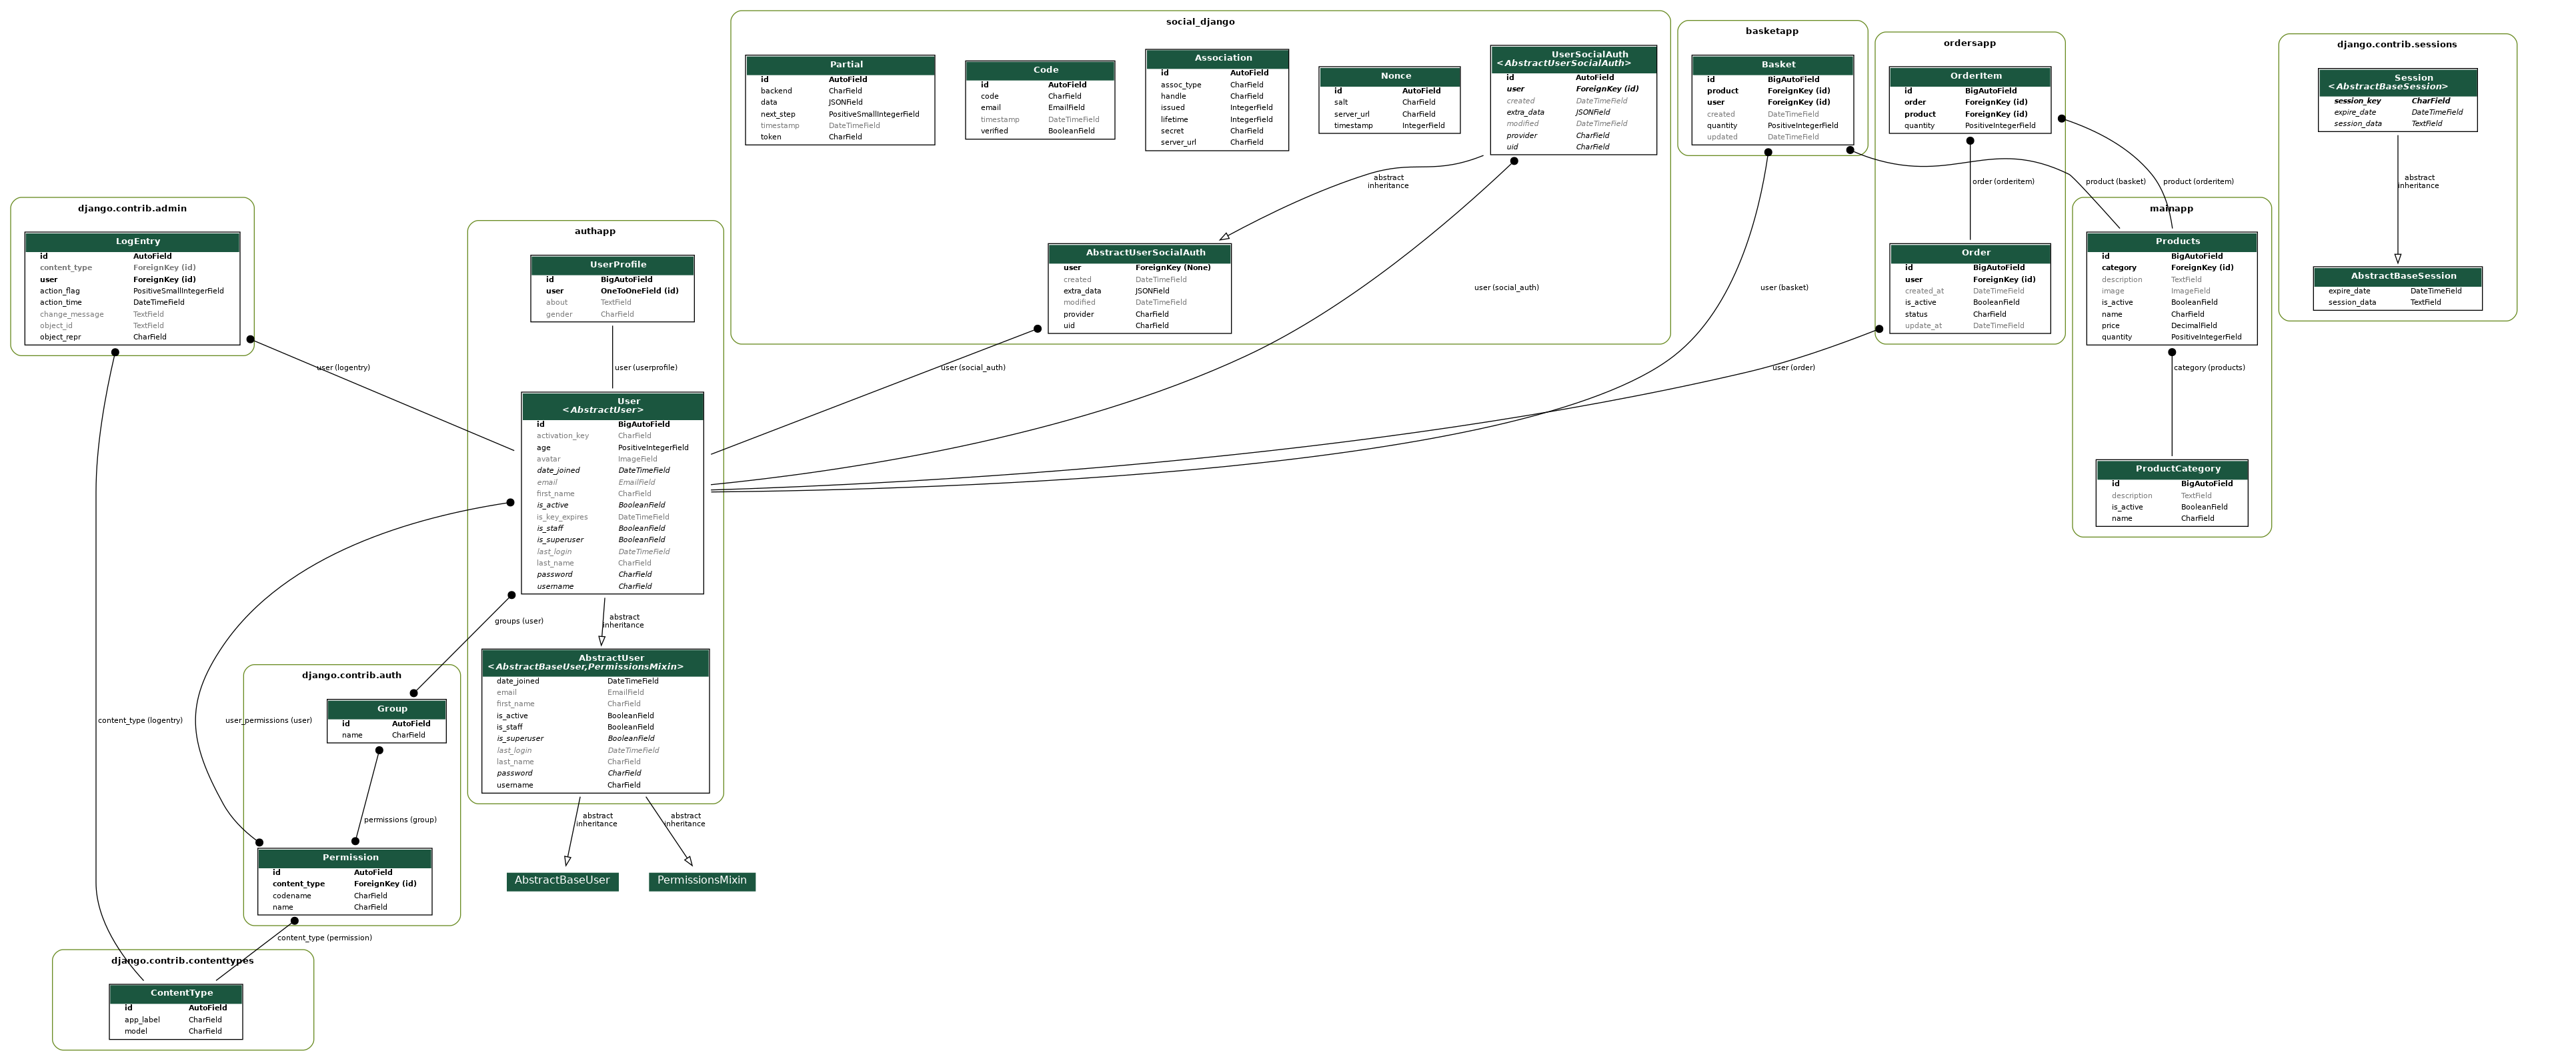 social_django
Partial
id AutoField
backend CharField
data JSONField
next_step PositiveSmallIntegerField
timestamp DateTimeField
token CharField
Code
id AutoField
code CharField
email EmailField
timestamp DateTimeField
verified BooleanField
Association
id AutoField
assoc_type CharField
handle CharField
issued IntegerField
lifetime IntegerField
secret CharField
server_url CharField
Nonce
id AutoField
salt CharField
server_url CharField
timestamp IntegerField
UserSocialAuth
<AbstractUserSocialAuth>
id AutoField
user ForeignKey (id)
created DateTimeField
extra_data JSONField
modified DateTimeField
provider CharField
uid CharField
abstract
inheritance
AbstractUserSocialAuth
user ForeignKey (None)
created DateTimeField
extra_data JSONField
modified DateTimeField
provider CharField
uid CharField
user (social_auth)
user (social_auth)
basketapp
Basket
id BigAutoField
product ForeignKey (id)
user ForeignKey (id)
created DateTimeField
quantity PositiveIntegerField
updated DateTimeField
user (basket)
ordersapp
OrderItem
id BigAutoField
order ForeignKey (id)
product ForeignKey (id)
quantity PositiveIntegerField
order (orderitem)
product (basket)
product (orderitem)
Order
id BigAutoField
user ForeignKey (id)
created_at DateTimeField
is_active BooleanField
status CharField
update_at DateTimeField
user (order)
mainapp
Products
id BigAutoField
category ForeignKey (id)
description TextField
image ImageField
is_active BooleanField
name CharField
price DecimalField
quantity PositiveIntegerField
category (products)
ProductCategory
id BigAutoField
description TextField
is_active BooleanField
name CharField
django.contrib.sessions
Session
<AbstractBaseSession>
session_key CharField
expire_date DateTimeField
session_data TextField
abstract
inheritance
AbstractBaseSession
expire_date DateTimeField
session_data TextField
django.contrib.admin
LogEntry
id AutoField
content_type ForeignKey (id)
user ForeignKey (id)
action_flag PositiveSmallIntegerField
action_time DateTimeField
change_message TextField
object_id TextField
object_repr CharField
user (logentry)
content_type (logentry)
authapp
UserProfile
id BigAutoField
user OneToOneField (id)
about TextField
gender CharField
user (userprofile)
User
<AbstractUser>
id BigAutoField
activation_key CharField
age PositiveIntegerField
avatar ImageField
date_joined DateTimeField
email EmailField
first_name CharField
is_active BooleanField
is_key_expires DateTimeField
is_staff BooleanField
is_superuser BooleanField
last_login DateTimeField
last_name CharField
password CharField
username CharField
groups (user)
abstract
inheritance
AbstractUser
<AbstractBaseUser,PermissionsMixin>
date_joined DateTimeField
email EmailField
first_name CharField
is_active BooleanField
is_staff BooleanField
is_superuser BooleanField
last_login DateTimeField
last_name CharField
password CharField
username CharField
abstract
inheritance
abstract
inheritance
AbstractBaseUser
PermissionsMixin
django.contrib.auth
Group
id AutoField
name CharField
user_permissions (user)
permissions (group)
Permission
id AutoField
content_type ForeignKey (id)
codename CharField
name CharField
content_type (permission)
django.contrib.contenttypes
ContentType
id AutoField
app_label CharField
model CharField